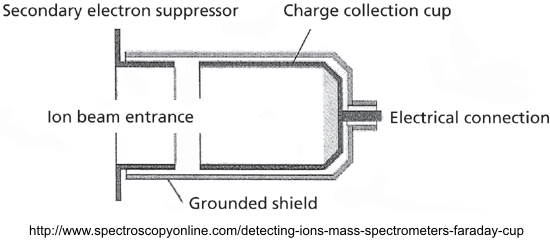 Secondary electron suppressor
Charge collection cup
Ion beam entrance
Electrical connection
Grounded shield
http://www.spectroscopyonline.com/detecting-ions-mass-spectrometers-faraday-cup